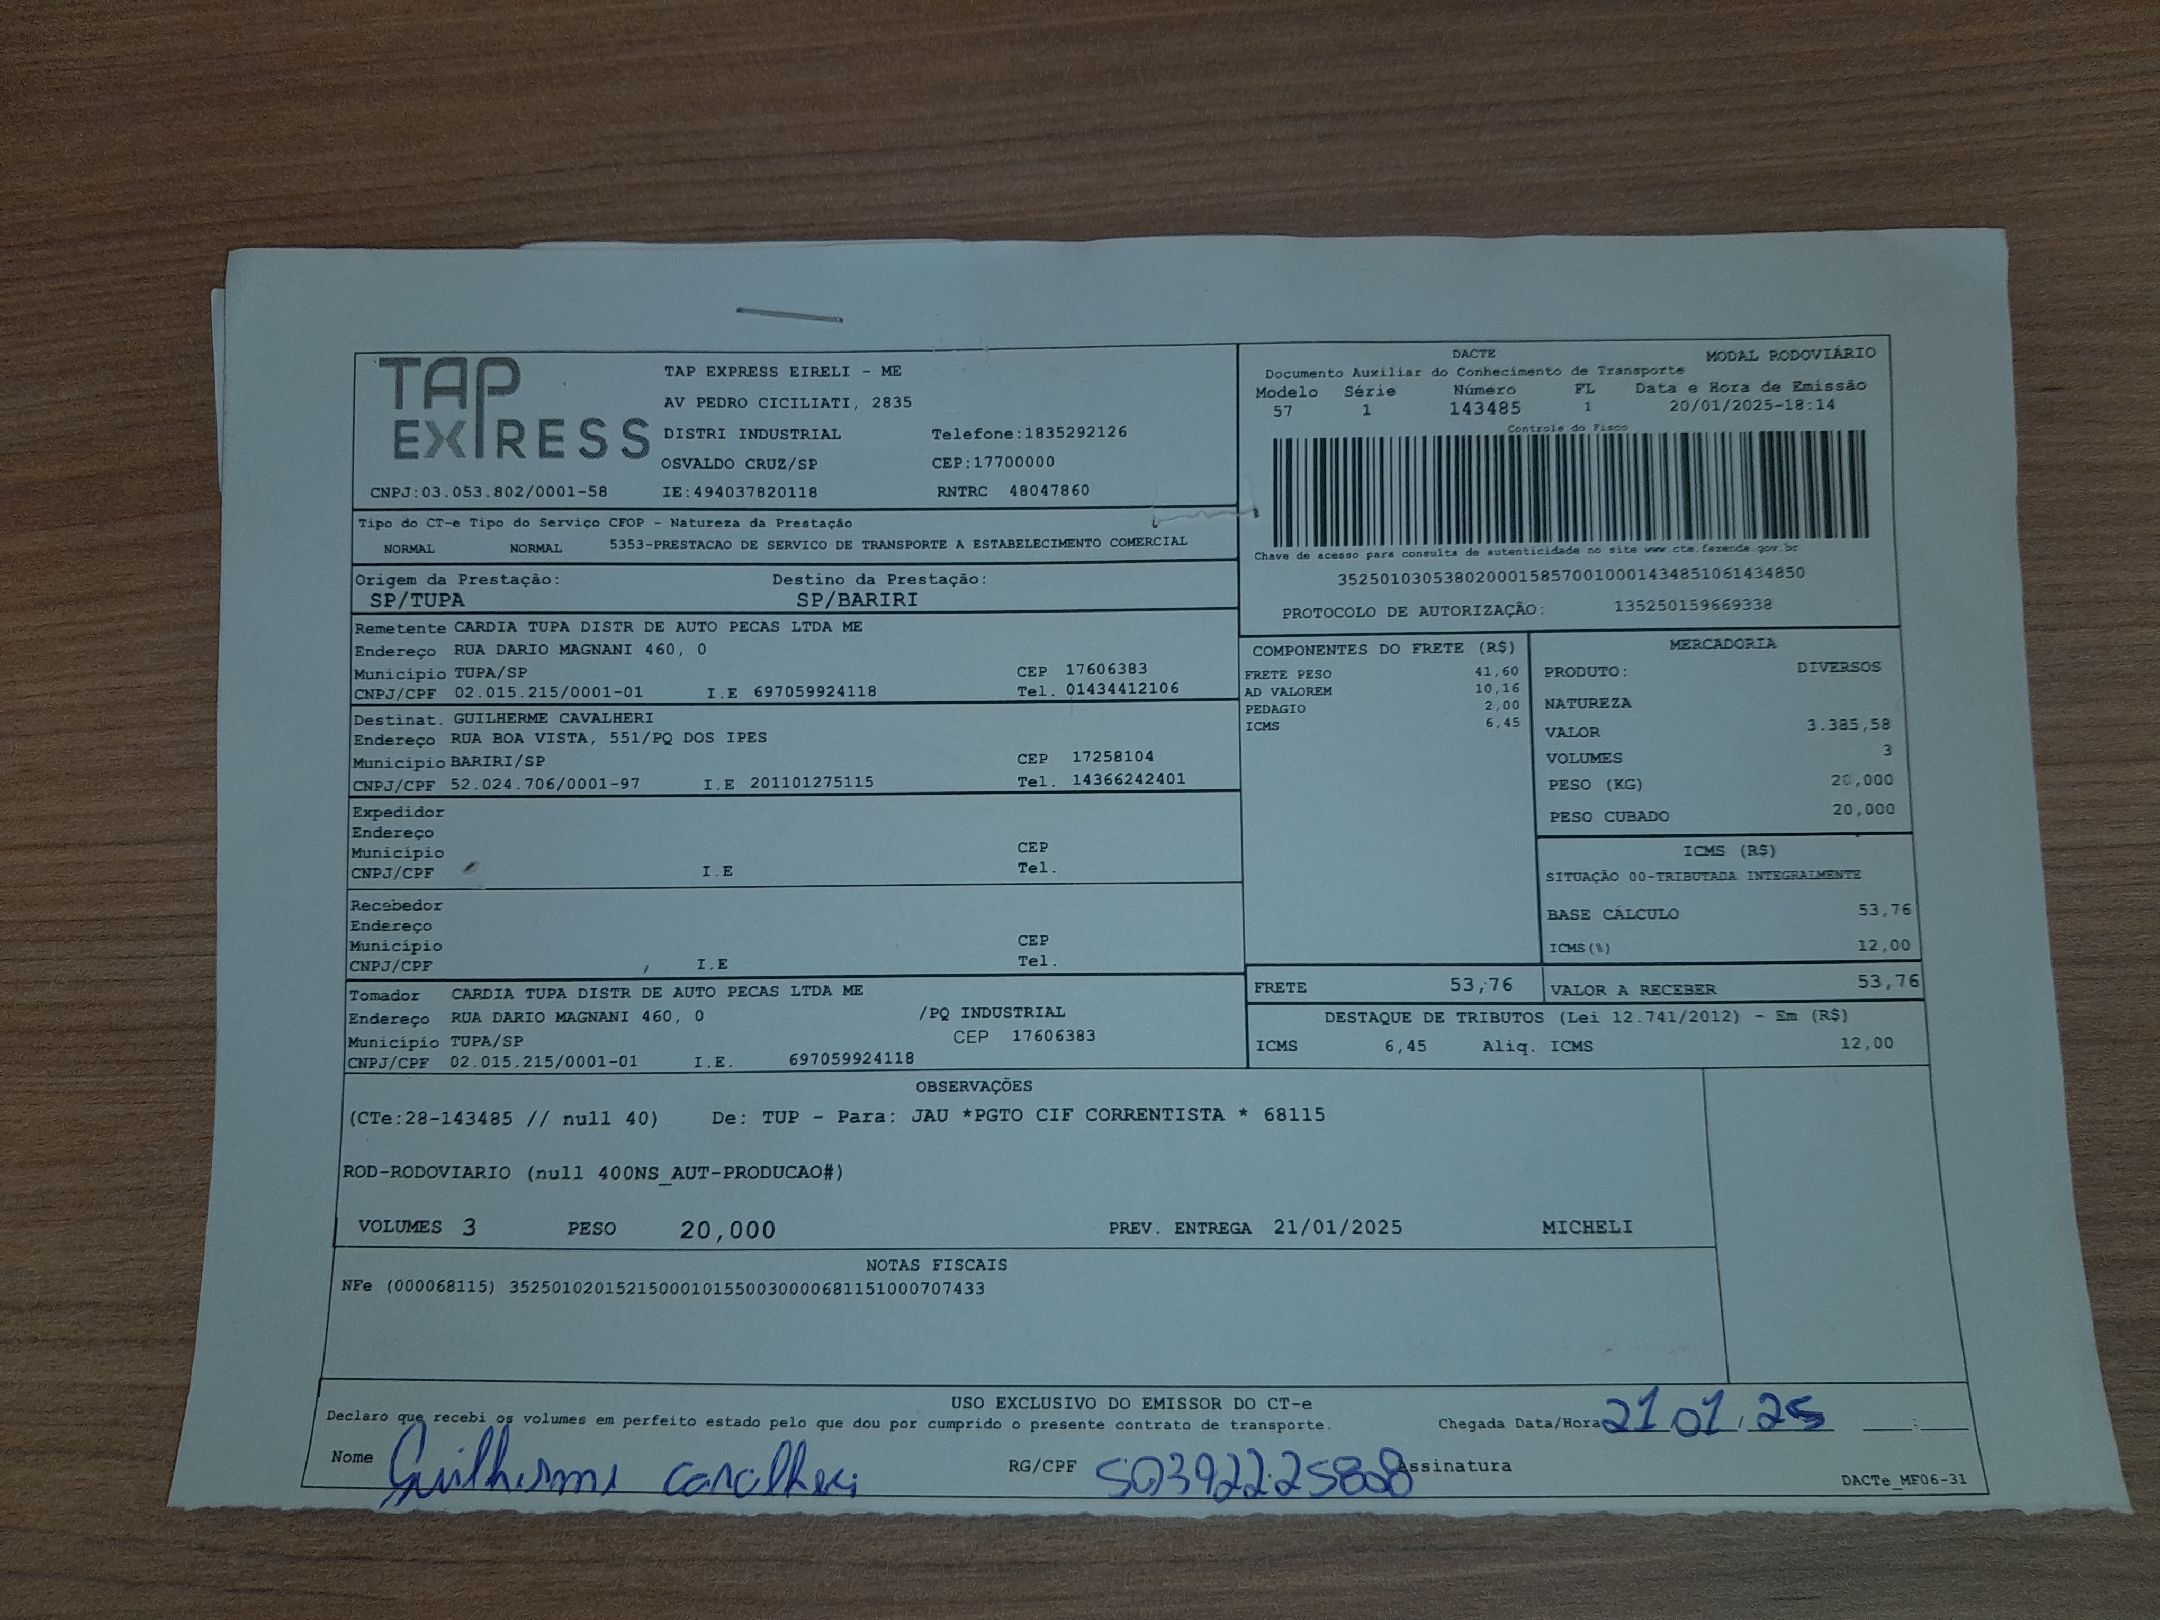 TAP EXPRESS
TAP EXPRESS EIRELI - ME
AV PEDRO CICILIATI, 2835
DISTRI INDUSTRIAL Telefone:1835292126
OSVALDO CRUZ/SP CEP:17700000
CNPJ:03.053.802/0001-58 IE:494037820118 RNTRC 48047860
DACTE MODAL RODOVIÁRIO
Documento Auxiliar do Conhecimento de Transporte
Modelo Série Número FL Data e Hora de Emissão
57 1 143485 1 20/01/2025-18:14
Controle do Fisco
Chave de acesso para consulta de autenticidade no site www.cte.fazenda.gov.br
35250103053802000158570010001434851061434850
PROTOCOLO DE AUTORIZAÇÃO: 135250159669338
Tipo do CT-e Tipo do Serviço CFOP - Natureza da Prestação
NORMAL NORMAL 5353-PRESTACAO DE SERVICO DE TRANSPORTE A ESTABELECIMENTO COMERCIAL
Origem da Prestação: Destino da Prestação:
SP/TUPA SP/BARIRI
Remetente CARDIA TUPA DISTR DE AUTO PECAS LTDA ME
Endereço RUA DARIO MAGNANI 460, 0
Município TUPA/SP CEP 17606383
CNPJ/CPF 02.015.215/0001-01 I.E 697059924118 Tel. 01434412106
Destinat. GUILHERME CAVALHERI
Endereço RUA BOA VISTA, 551/PQ DOS IPES
Município BARIRI/SP CEP 17258104
CNPJ/CPF 52.024.706/0001-97 I.E 201101275115 Tel. 14366242401
Expedidor
Endereço
Município CEP
CNPJ/CPF I.E Tel.
Recebedor
Endereço
Município CEP
CNPJ/CPF , I.E Tel.
Tomador CARDIA TUPA DISTR DE AUTO PECAS LTDA ME
Endereço RUA DARIO MAGNANI 460, 0 /PQ INDUSTRIAL
Município TUPA/SP CEP 17606383
CNPJ/CPF 02.015.215/0001-01 I.E. 697059924118
COMPONENTES DO FRETE (R$)
FRETE PESO 41,60
AD VALOREM 10,16
PEDAGIO 2,00
ICMS 6,45
MERCADORIA
PRODUTO: DIVERSOS
NATUREZA
VALOR 3.385,58
VOLUMES 3
PESO (KG) 20,000
PESO CUBADO 20,000
ICMS (R$)
SITUAÇÃO 00-TRIBUTADA INTEGRALMENTE
BASE CÁLCULO 53,76
ICMS(%) 12,00
FRETE 53,76 VALOR A RECEBER 53,76
DESTAQUE DE TRIBUTOS (Lei 12.741/2012) - Em (R$)
ICMS 6,45 Aliq. ICMS 12,00
OBSERVAÇÕES
(CTe:28-143485 // null 40) De: TUP - Para: JAU *PGTO CIF CORRENTISTA * 68115
ROD-RODOVIARIO (null 400NS_AUT-PRODUCAO#)
VOLUMES 3 PESO 20,000 PREV. ENTREGA 21/01/2025 MICHELI
NOTAS FISCAIS
NFe (000068115) 35250102015215000101550030000681151000707433
USO EXCLUSIVO DO EMISSOR DO CT-e
Declaro que recebi os volumes em perfeito estado pelo que dou por cumprido o presente contrato de transporte. Chegada Data/Hora 21 01 / 25 :
Nome Guilherme cavalheri RG/CPF 50392225808 Assinatura
DACTe_MF06-31